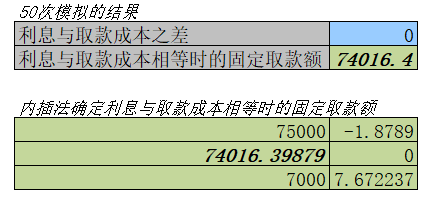 50次模拟的结果
利息与取款成本之差 0
利息与取款成本相等时的固定取款额 74016.4
内插法确定利息与取款成本相等时的固定取款额
75000 -1.8789
74016.39879 0
7000 7.672237